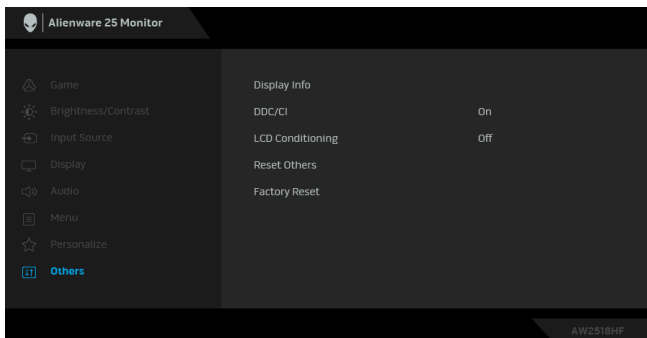 Alienware 25 Monitor
Game
Brightness/Contrast
Input Source
Display
Audio
Menu
Personalize
Others
Display Info
DDC/CI On
LCD Conditioning Off
Reset Others
Factory Reset
AW2518HF